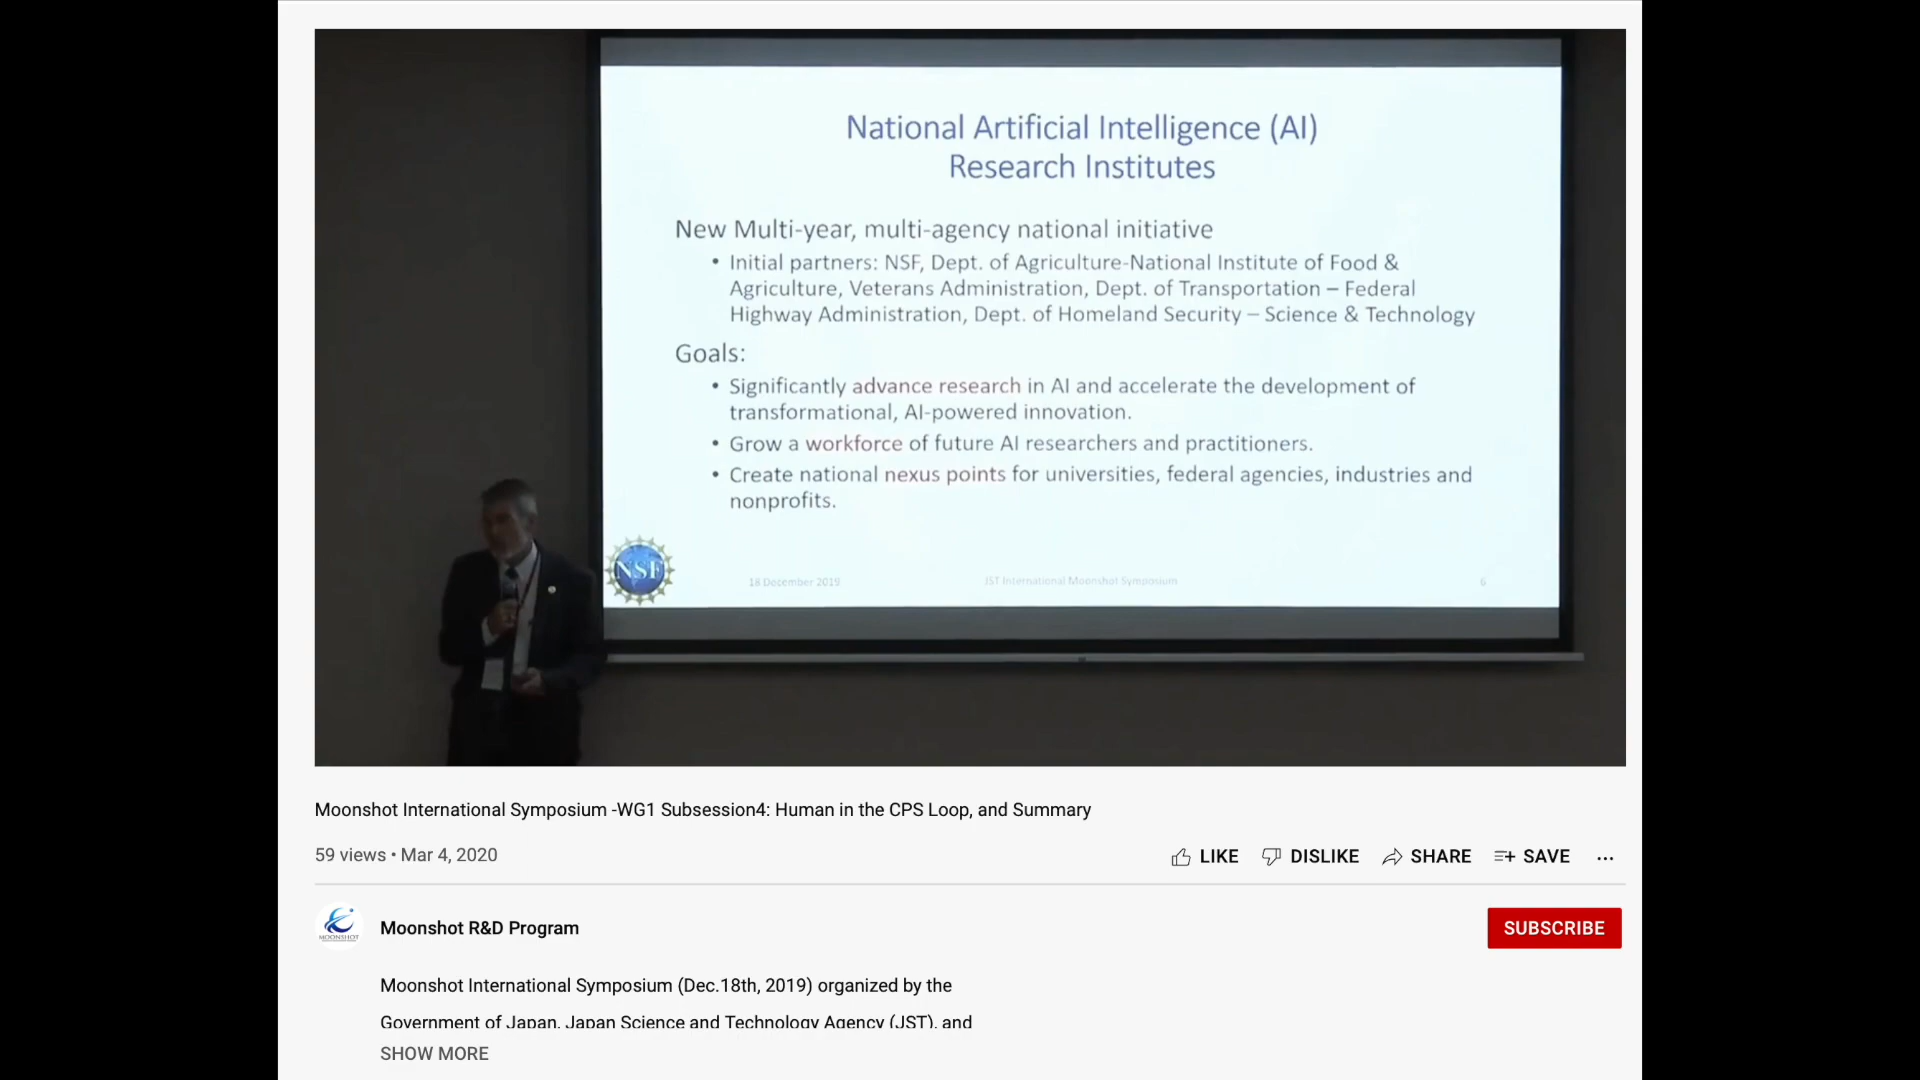 National Artificial Intelligence (AI)
Research Institutes
New Multi-year, multi-agency national initiative
• Initial partners: NSF, Dept. of Agriculture-National Institute of Food &
Agriculture, Veterans Administration, Dept. of Transportation – Federal
Highway Administration, Dept. of Homeland Security – Science & Technology
Goals:
• Significantly advance research in AI and accelerate the development of
transformational, AI-powered innovation.
• Grow a workforce of future AI researchers and practitioners.
• Create national nexus points for universities, federal agencies, industries and
nonprofits.
NSF
18 December 2019
JST International Moonshot Symposium
6
Moonshot International Symposium -WG1 Subsession4: Human in the CPS Loop, and Summary
59 views • Mar 4, 2020
LIKE
DISLIKE
SHARE
SAVE
MOONSHOT
Moonshot R&D Program
SUBSCRIBE
Moonshot International Symposium (Dec.18th, 2019) organized by the
Government of Japan, Japan Science and Technology Agency (JST), and
SHOW MORE